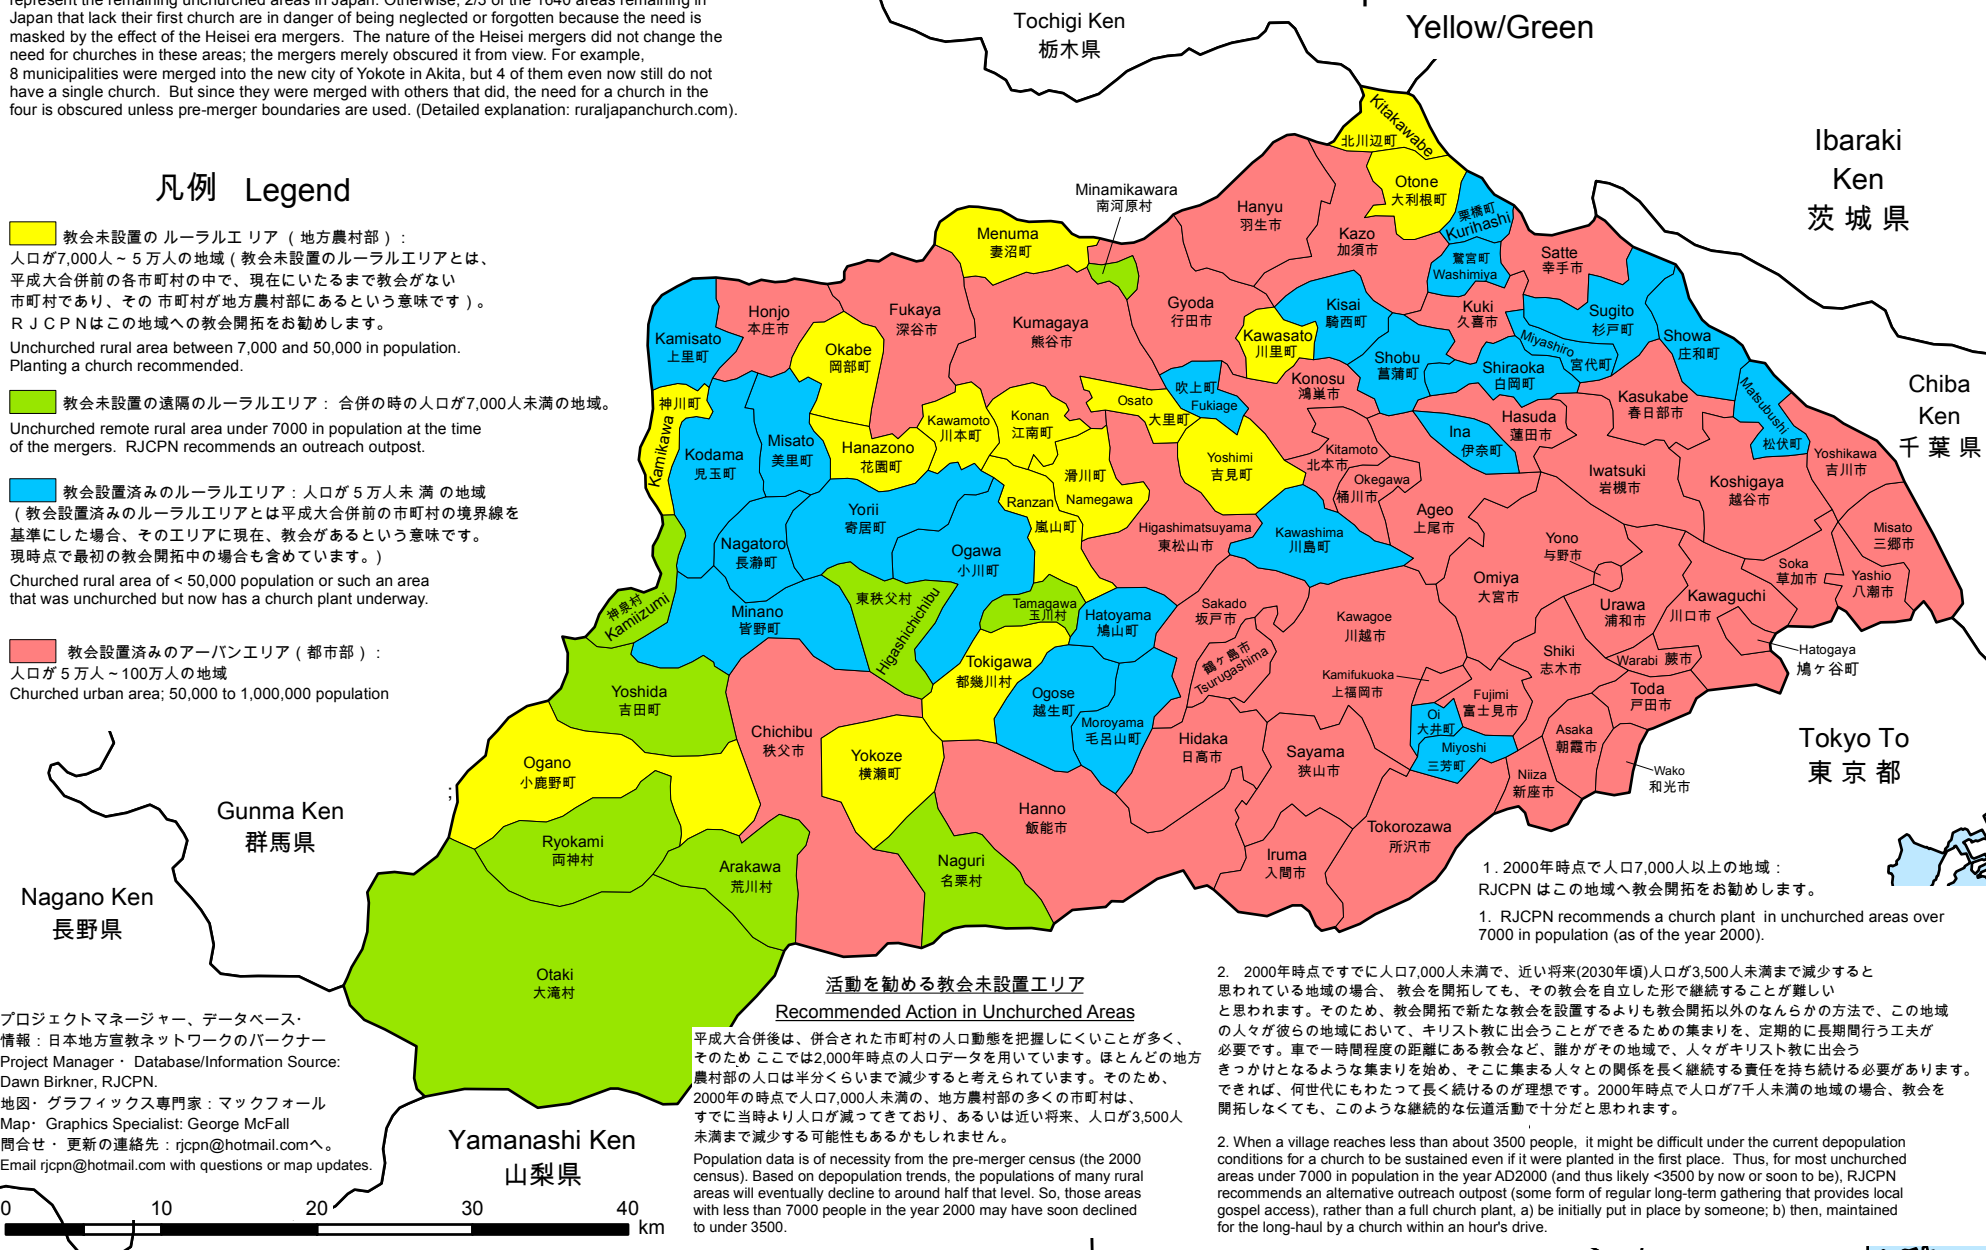 represent the remaining unchurched areas in Japan. Otherwise, 2/3 of the 1640 areas remaining in
Japan that lack their first church are in danger of being neglected or forgotten because the need is
masked by the effect of the Heisei era mergers.  The nature of the Heisei mergers did not change the
need for churches in these areas; the mergers merely obscured it from view. For example,
8 municipalities were merged into the new city of Yokote in Akita, but 4 of them even now still do not
have a single church.  But since they were merged with others that did, the need for a church in the
four is obscured unless pre-merger boundaries are used. (Detailed explanation: ruraljapanchurch.com).
Tochigi Ken
栃木県
Yellow/Green
Ibaraki
Ken
茨城県
凡例 Legend
教会未設置の ルーラルエ リア （ 地方農村部 ） :
人口が7,000人 ~ 5 万人の地域 ( 教会未設置のルーラルエリアとは、
平成大合併前の各市町村の中で、現在にいたるまで教会がない
市町村であり、その 市町村が地方農村部にあるという意味です ) 。
ＲＪＣＰＮはこの地域への教会開拓をお勧めします。
Unchurched rural area between 7,000 and 50,000 in population.
Planting a church recommended.
教会未設置の遠隔のルーラルエリア : 合併の時の人口が7,000人未満の地域。
Unchurched remote rural area under 7000 in population at the time
of the mergers.  RJCPN recommends an outreach outpost.
教会設置済みのルーラルエリア : 人口が 5 万人未 満 の地域
( 教会設置済みのルーラルエリアとは平成大合併前の市町村の境界線を
基準にした場合、そのエリアに現在、教会があるという意味です。
現時点で最初の教会開拓中の場合も含めています。)
Churched rural area of < 50,000 population or such an area
that was unchurched but now has a church plant underway.
教会設置済みのアーバンエリア ( 都市部 ) :
人口が 5 万人 ~ 100万人の地域
Churched urban area; 50,000 to 1,000,000 population
Kitakawabe
北川辺町
Otone
大利根町
Minamikawara
南河原村
Hanyu
羽生市
Kazo
加須市
栗橋町
Kurihashi
鷲宮町
Washimiya
Satte
幸手市
Menuma
妻沼町
Kamisato
上里町
Honjo
本庄市
Fukaya
深谷市
Kumagaya
熊谷市
Gyoda
行田市
Kisai
騎西町
Kuki
久喜市
Sugito
杉戸町
Showa
庄和町
Okabe
岡部町
Kawasato
川里町
Shobu
菖蒲町
Miyashiro
宮代町
Shiraoka
白岡町
Chiba
Ken
千葉県
神川町
Kamikawa
Osato
大里町
吹上町
Fukiage
Konosu
鴻巣市
Hasuda
蓮田市
Kasukabe
春日部市
Matsubushi
松伏町
Kodama
児玉町
Misato
美里町
Hanazono
花園町
Kawamoto
川本町
Konan
江南町
Yoshimi
吉見町
Kitamoto
北本市
Ina
伊奈町
Yoshikawa
吉川市
滑川町
Namegawa
Okegawa
桶川市
Iwatsuki
岩槻市
Koshigaya
越谷市
Yorii
寄居町
Ranzan
嵐山町
Higashimatsuyama
東松山市
Kawashima
川島町
Ageo
上尾市
Yono
与野市
Misato
三郷市
Nagatoro
長瀞町
Ogawa
小川町
Omiya
大宮市
Soka
草加市
Yashio
八潮市
神泉村
Kamiizumi
Minano
皆野町
東秩父村
Higashichichibu
Tamagawa
玉川村
Hatoyama
鳩山町
Sakado
坂戸市
Kawagoe
川越市
Urawa
浦和市
Kawaguchi
川口市
鶴ヶ島市
Tsurugashima
Shiki
志木市
Warabi 蕨市
Hatogaya
鳩ヶ谷町
Yoshida
吉田町
Tokigawa
都幾川村
Ogose
越生町
Moroyama
毛呂山町
Kamifukuoka
上福岡市
Fujimi
富士見市
Toda
戸田市
Oi
大井町
Miyoshi
三芳町
Asaka
朝霞市
Tokyo To
東京都
Chichibu
秩父市
Yokoze
横瀬町
Hidaka
日高市
Sayama
狭山市
Niiza
新座市
Wako
和光市
Ogano
小鹿野町
;
Gunma Ken
群馬県
Ryokami
両神村
Arakawa
荒川村
Naguri
名栗村
Hanno
飯能市
Iruma
入間市
Tokorozawa
所沢市
Nagano Ken
長野県
Otaki
大滝村
1 . 2000年時点で人口7,000人以上の地域 :
RJCPN はこの地域へ教会開拓をお勧めします。
1.  RJCPN recommends a church plant  in unchurched areas over
7000 in population (as of the year 2000).
プロジェクトマネージャー、データベース·
情報 : 日本地方宣教ネットワークのバークナー
Project Manager · Database/Information Source:
Dawn Birkner, RJCPN.
地図· グラフィックス専門家 : マックフォール
Map· Graphics Specialist: George McFall
問合せ · 更新の連絡先 : rjcpn@hotmail.comへ。
Email rjcpn@hotmail.com with questions or map updates.
0 10 20 30 40 km
Yamanashi Ken
山梨県
活動を勧める教会未設置エリア
Recommended Action in Unchurched Areas
平成大合併後は、併合された市町村の人口動態を把握しにくいことが多く、
そのため ここでは2,000年時点の人口データを用いています。ほとんどの地方
農村部の人口は半分くらいまで減少すると考えられています。そのため、
2000年の時点で人口7,000人未満の、地方農村部の多くの市町村は、
すでに当時より人口が減ってきており、あるいは近い将来、人口が3,500人
未満まで減少する可能性もあるかもしれません。
Population data is of necessity from the pre-merger census (the 2000
census). Based on depopulation trends, the populations of many rural
areas will eventually decline to around half that level. So, those areas
with less than 7000 people in the year 2000 may have soon declined
to under 3500.
2.   2000年時点ですでに人口7,000人未満で、近い将来(2030年頃)人口が3,500人未満まで減少すると
思われている地域の場合、 教会を開拓しても、その教会を自立した形で継続することが難しい
と思われます。そのため、教会開拓で新たな教会を設置するよりも教会開拓以外のなんらかの方法で、この地域
の人々が彼らの地域において、キリスト教に出会うことができるための集まりを、定期的に長期間行う工夫が
必要です。車で一時間程度の距離にある教会など、誰かがその地域で、人々がキリスト教に出会う
きっかけとなるような集まりを始め、そこに集まる人々との関係を長く継続する責任を持ち続ける必要があります。
できれば、何世代にもわたって長く続けるのが理想です。2000年時点で人口が7千人未満の地域の場合、教会を
開拓しなくても、このような継続的な伝道活動で十分だと思われます。
2. When a village reaches less than about 3500 people,  it might be difficult under the current depopulation
conditions for a church to be sustained even if it were planted in the first place.  Thus, for most unchurched
areas under 7000 in population in the year AD2000 (and thus likely <3500 by now or soon to be), RJCPN
recommends an alternative outreach outpost (some form of regular long-term gathering that provides local
gospel access), rather than a full church plant, a) be initially put in place by someone; b) then, maintained
for the long-haul by a church within an hour's drive.